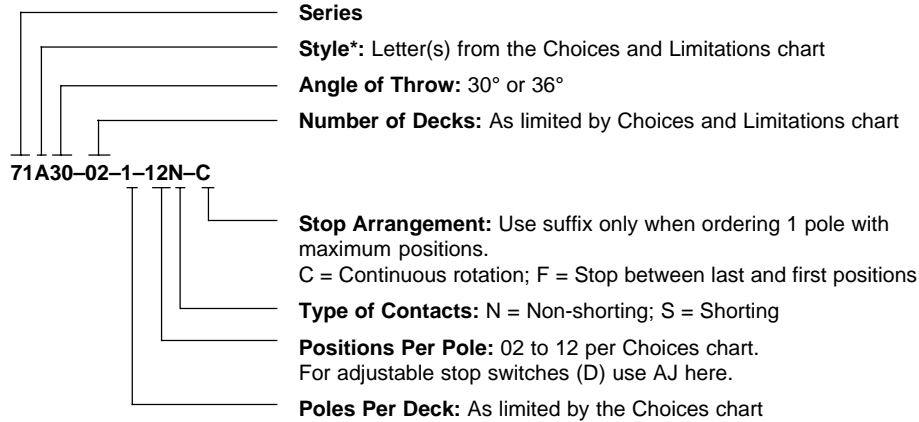 Series
Style*: Letter(s) from the Choices and Limitations chart
Angle of Throw: 30° or 36°
Number of Decks: As limited by Choices and Limitations chart
71A30–02–1–12N–C
Stop Arrangement: Use suffix only when ordering 1 pole with
maximum positions.
C = Continuous rotation; F = Stop between last and first positions
Type of Contacts: N = Non-shorting; S = Shorting
Positions Per Pole: 02 to 12 per Choices chart.
For adjustable stop switches (D) use AJ here.
Poles Per Deck: As limited by the Choices chart